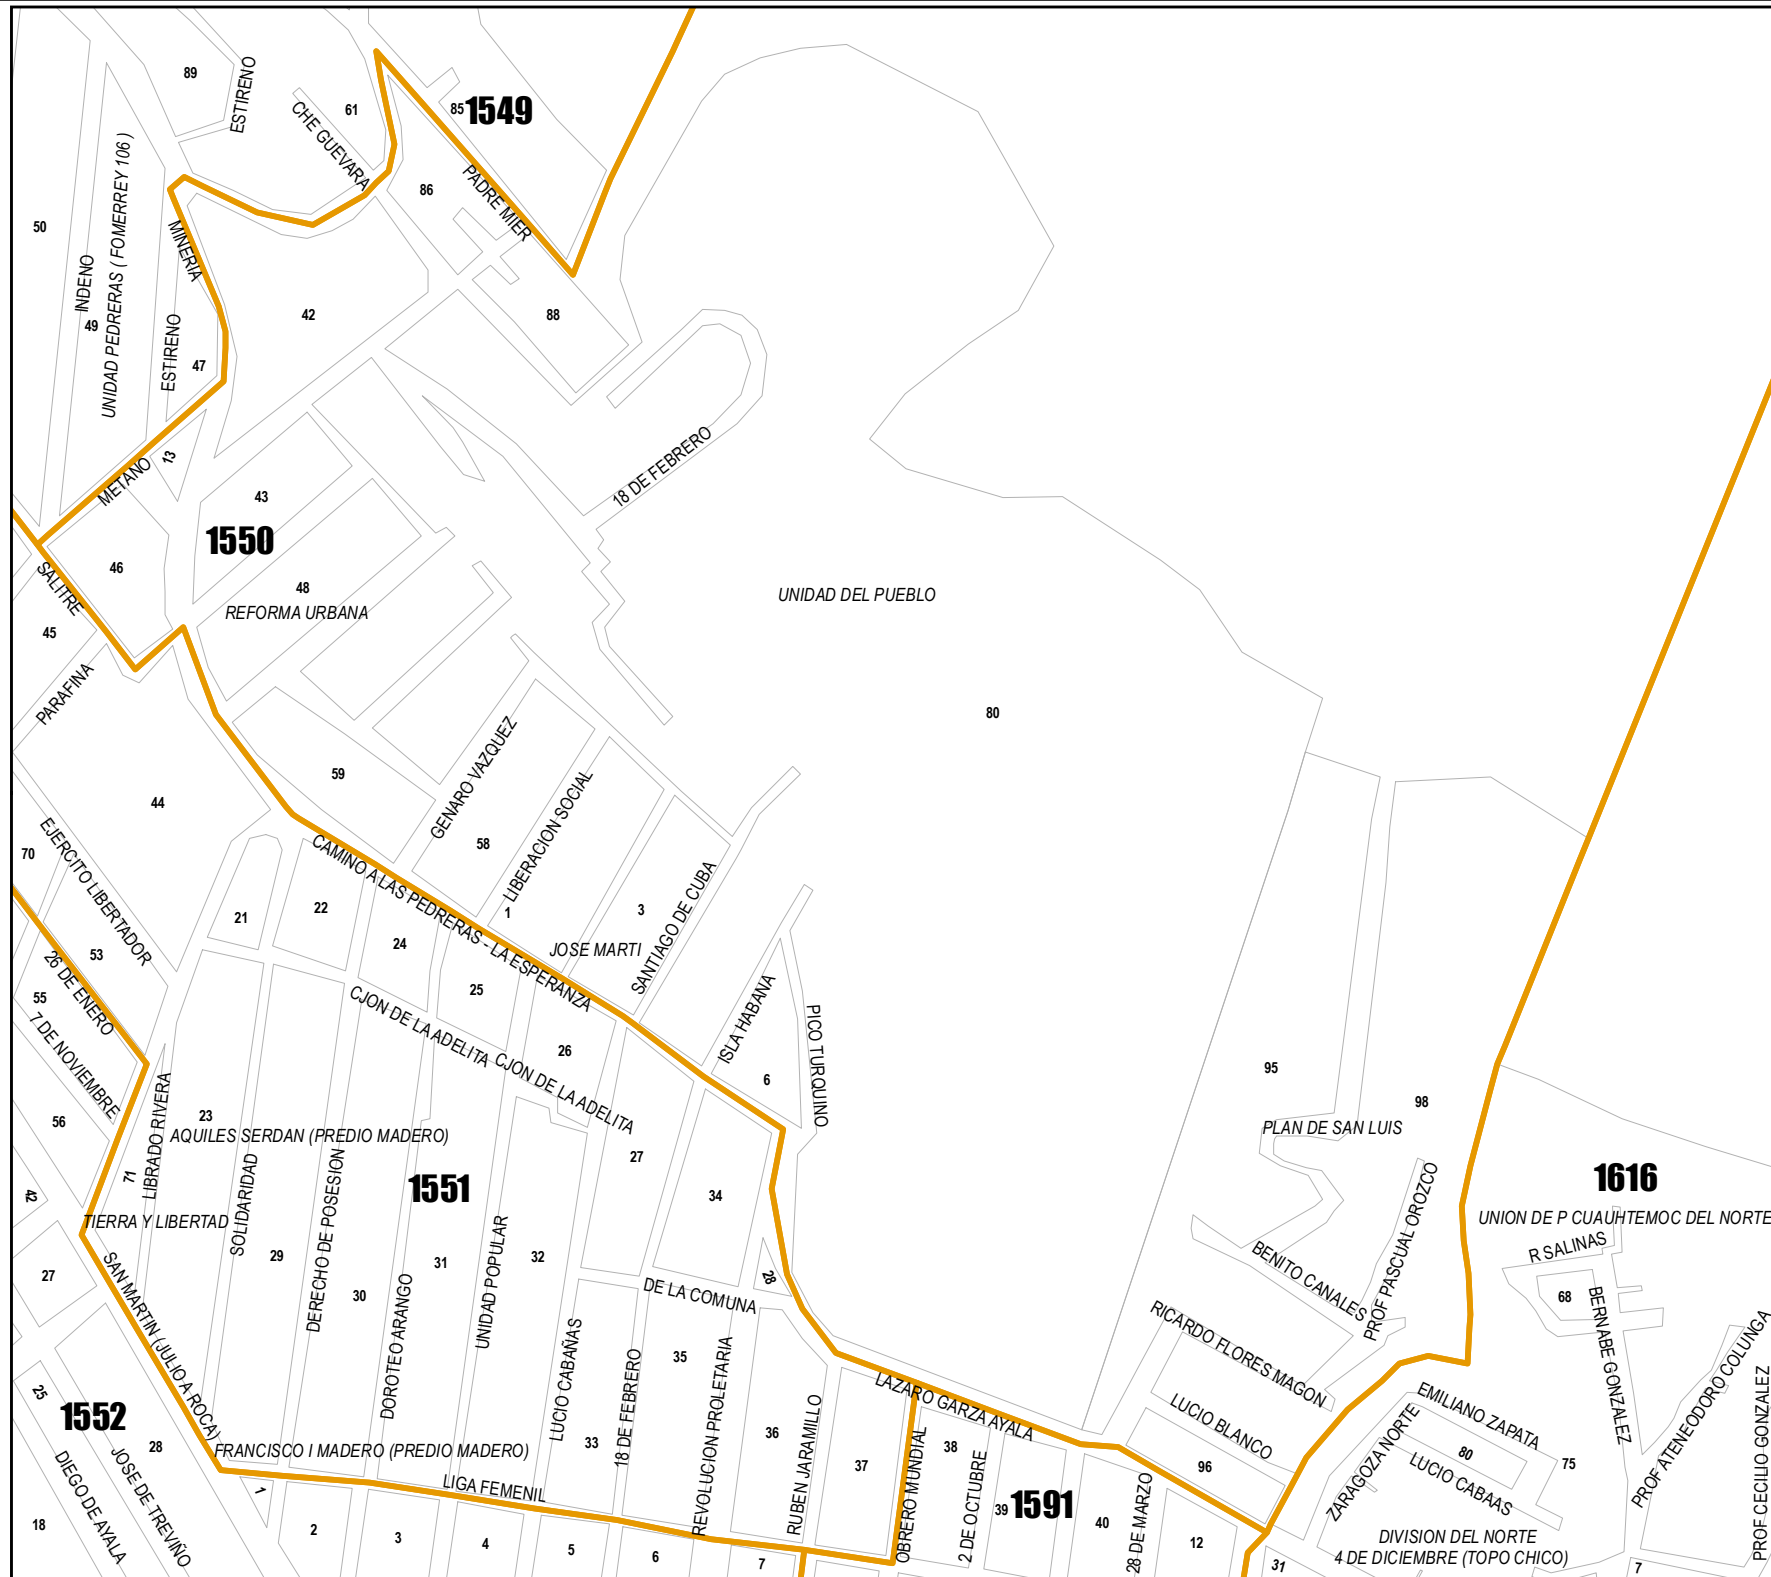 89
ESTIRENO
CHE GUEVARA
61
85
1549
PADRE MIER
86
50
UNIDAD PEDRERAS ( FOMERREY 106 )
MINERIA
INDENO
49
ESTIRENO
47
42
88
METANO
13
43
18 DE FEBRERO
1550
46
SALITRE
48
REFORMA URBANA
UNIDAD DEL PUEBLO
45
PARAFINA
80
59
GENARO VAZQUEZ
44
58
LIBERACION SOCIAL
EJERCITO LIBERTADOR
70
CAMINO A LAS PEDRERAS - LA ESPERANZA
21
22
24
1
3
JOSE MARTI
SANTIAGO DE CUBA
53
26 DE ENERO
25
CJON DE LA ADELITA
CJON DE LA ADELITA
55
7 DE NOVIEMBRE
26
ISLA HABANA
PICO TURQUINO
6
56
23
AQUILES SERDAN (PREDIO MADERO)
LIBRADO RIVERA
71
27
95
98
PLAN DE SAN LUIS
42
TIERRA Y LIBERTAD
SOLIDARIDAD
DERECHO DE POSESION
1551
34
1616
UNION DE P CUAUHTEMOC DEL NORTE
PROF PASCUAL OROZCO
R SALINAS
27
29
31
UNIDAD POPULAR
32
28
BENITO CANALES
SAN MARTIN (JULIO A ROCA)
30
DOROTEO ARANGO
DE LA COMUNA
68
BERNABE GONZALEZ
RICARDO FLORES MAGON
35
LUCIO CABAÑAS
18 DE FEBRERO
REVOLUCION PROLETARIA
PROF ATENEODORO COLUNGA
PROF CECILIO GONZALEZ
25
1552
28
FRANCISCO I MADERO (PREDIO MADERO)
33
36
RUBEN JARAMILLO
LAZARO GARZA AYALA
LUCIO BLANCO
EMILIANO ZAPATA
DIEGO DE AYALA
JOSE DE TREVIÑO
LIGA FEMENIL
37
OBRERO MUNDIAL
38
2 DE OCTUBRE
96
ZARAGOZA NORTE
80
LUCIO CABAAS
75
1
39
1591
18
2
3
4
5
6
7
40
28 DE MARZO
12
31
DIVISION DEL NORTE
4 DE DICIEMBRE (TOPO CHICO)
7